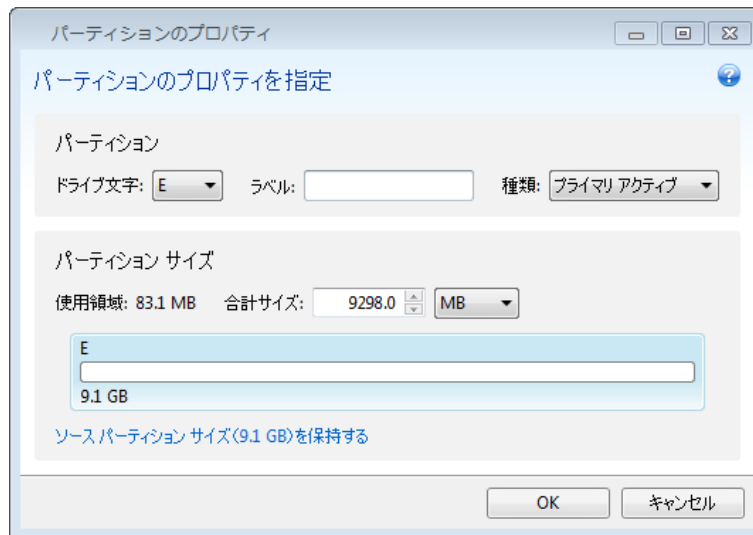 パーティションのプロパティ
パーティションのプロパティを指定
パーティション
ドライブ文字: E ラベル: 種類: プライマリ アクティブ
パーティション サイズ
使用領域: 83.1 MB 合計サイズ: 9298.0 MB
E
9.1 GB
ソース パーティション サイズ(9.1 GB)を保持する
OK キャンセル